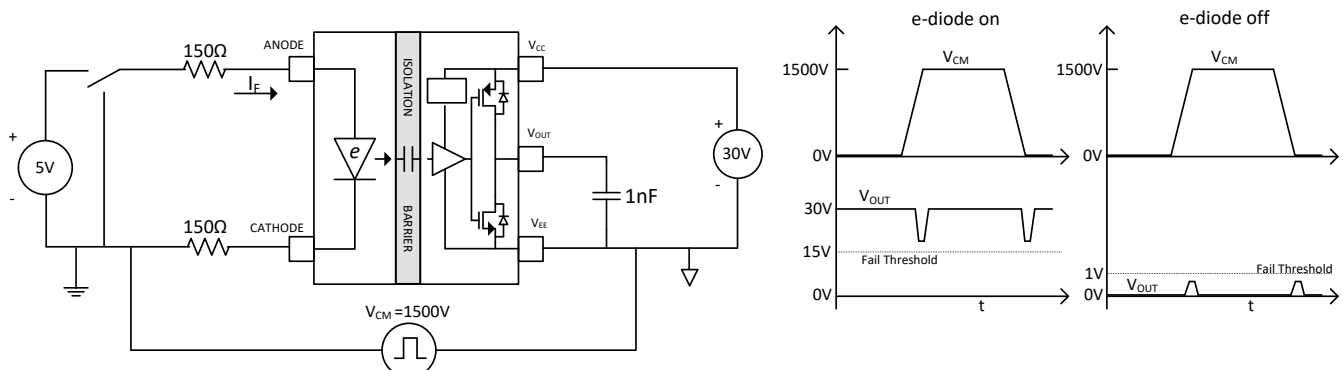 150Ω
ANODE
I_F
+
5V
-
e
ISOLATION
BARRIER
150Ω
CATHODE
V_CC
V_OUT
V_EE
1nF
+
30V
-
V_CM =1500V
e-diode on
1500V
V_CM
0V
V_OUT
30V
15V
Fail Threshold
0V
t
e-diode off
1500V
V_CM
0V
1V
Fail Threshold
V_OUT
0V
t